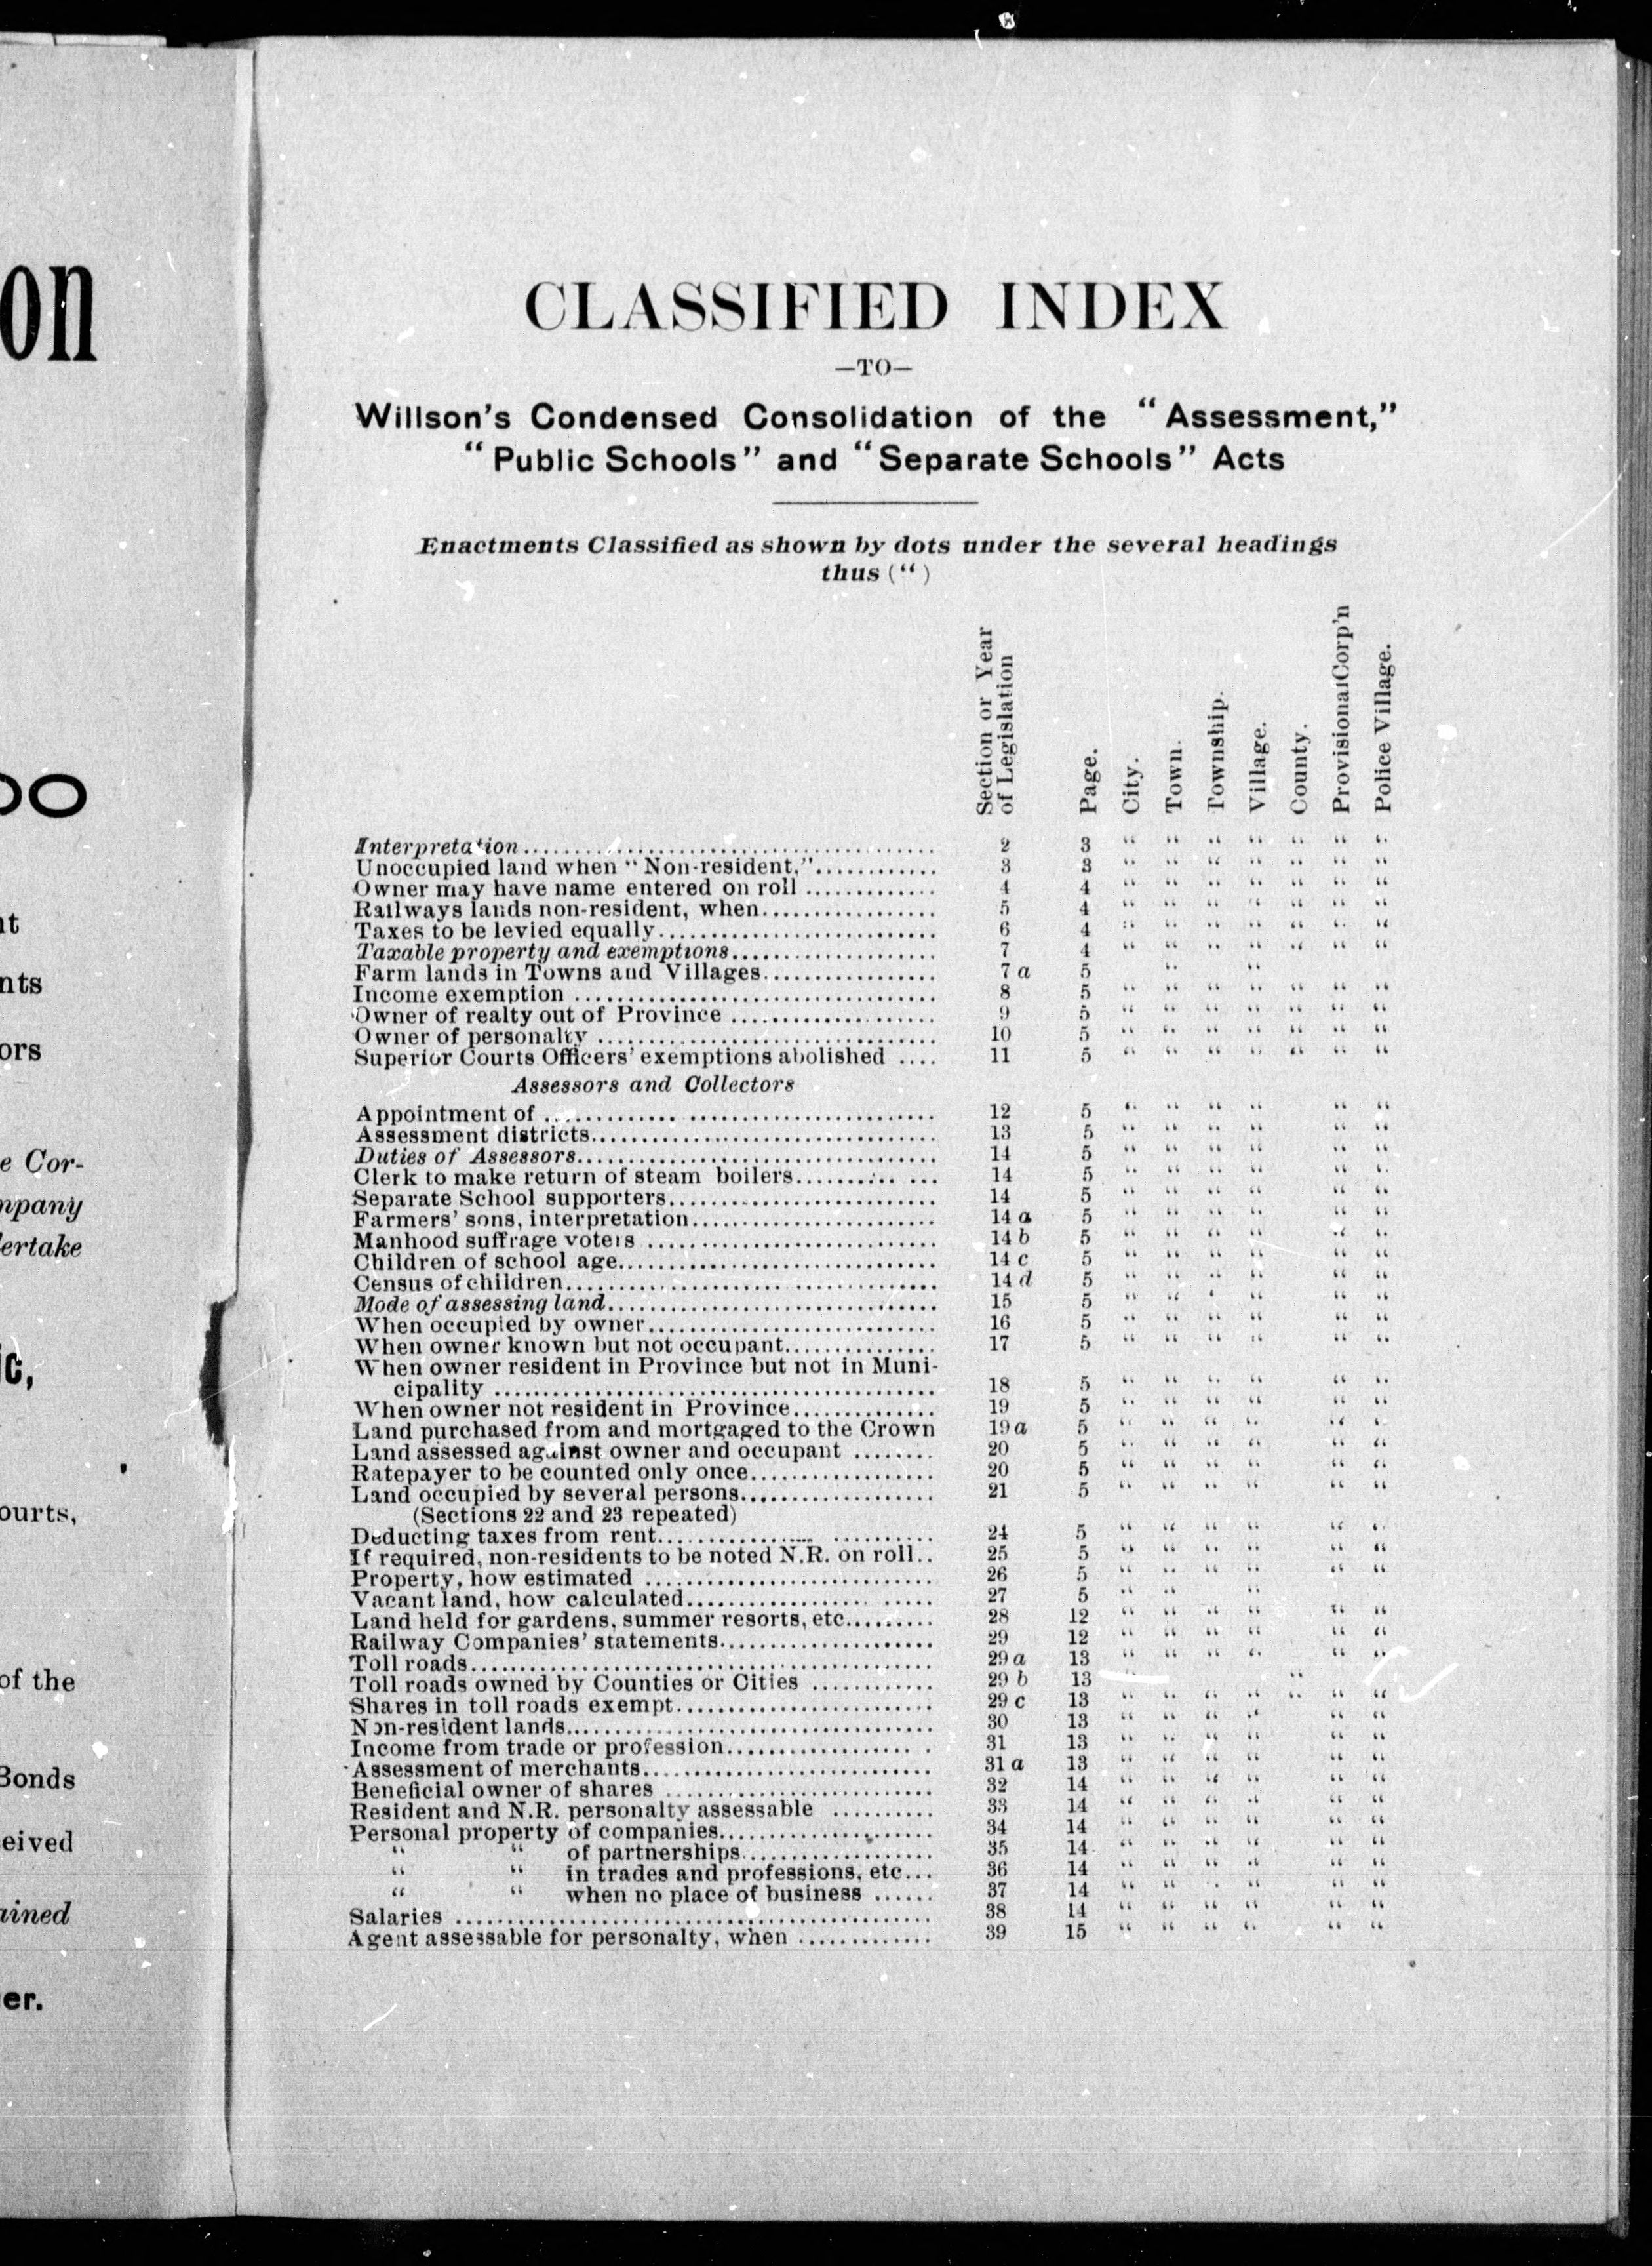 on
OO
nt
nts
ors
e Cor-
mpany
dertake
ic,
ourts,
of the
Bonds
ceived
ained
er.
CLASSIFIED INDEX
—TO—
Willson's Condensed Consolidation of the “Assessment,”
“Public Schools” and “Separate Schools” Acts
Enactments Classified as shown by dots under the several headings
thus (“)
Section or Year of Legislation Page. City. Town. Township. Village. County. Provisional Corp'n Police Village.
Interpretation........ 2 3 “ “ “ “ “ “ “
Unoccupied land when “Non-resident,”........ 3 3 “ “ “ “ “ “ “
Owner may have name entered on roll ........ 4 4 “ “ “ “ “ “ “
Railways lands non-resident, when........ 5 4 “ “ “ “ “ “ “
Taxes to be levied equally........ 6 4 “ “ “ “ “ “ “
Taxable property and exemptions........ 7 4 “ “ “ “ “ “ “
Farm lands in Towns and Villages........ 7 a 5 “ “
Income exemption ........ 8 5 “ “ “ “ “ “ “
Owner of realty out of Province ........ 9 5 “ “ “ “ “ “ “
Owner of personalty ........ 10 5 “ “ “ “ “ “ “
Superior Courts Officers' exemptions abolished .... 11 5 “ “ “ “ “ “ “
Assessors and Collectors
Appointment of ........ 12 5 “ “ “ “ “ “
Assessment districts........ 13 5 “ “ “ “ “ “
Duties of Assessors........ 14 5 “ “ “ “ “ “
Clerk to make return of steam boilers........ 14 5 “ “ “ “ “ “
Separate School supporters........ 14 5 “ “ “ “ “ “
Farmers' sons, interpretation........ 14 a 5 “ “ “ “ “ “
Manhood suffrage voters ........ 14 b 5 “ “ “ “ “ “
Children of school age........ 14 c 5 “ “ “ “ “ “
Census of children........ 14 d 5 “ “ “ “ “ “
Mode of assessing land........ 15 5 “ “ “ “ “ “
When occupied by owner........ 16 5 “ “ “ “ “ “
When owner known but not occupant........ 17 5 “ “ “ “ “ “
When owner resident in Province but not in Muni-
cipality ........ 18 5 “ “ “ “ “ “
When owner not resident in Province........ 19 5 “ “ “ “ “ “
Land purchased from and mortgaged to the Crown 19 a 5 “ “ “ “ “ “
Land assessed against owner and occupant ........ 20 5 “ “ “ “ “ “
Ratepayer to be counted only once........ 20 5 “ “ “ “ “ “
Land occupied by several persons........ 21 5 “ “ “ “ “ “
(Sections 22 and 23 repeated)
Deducting taxes from rent........ 24 5 “ “ “ “ “ “
If required, non-residents to be noted N.R. on roll.. 25 5 “ “ “ “ “ “
Property, how estimated ........ 26 5 “ “ “ “ “ “
Vacant land, how calculated........ 27 5 “ “ “
Land held for gardens, summer resorts, etc........ 28 12 “ “ “ “ “ “
Railway Companies' statements........ 29 12 “ “ “ “ “ “
Toll roads........ 29 a 13 “ “ “ “ “ “
Toll roads owned by Counties or Cities ........ 29 b 13 “ “
Shares in toll roads exempt........ 29 c 13 “ “ “ “ “ “ “
Non-resident lands........ 30 13 “ “ “ “ “ “
Income from trade or profession........ 31 13 “ “ “ “ “ “
Assessment of merchants........ 31 a 13 “ “ “ “ “ “
Beneficial owner of shares ........ 32 14 “ “ “ “ “ “
Resident and N.R. personalty assessable ........ 33 14 “ “ “ “ “ “
Personal property of companies........ 34 14 “ “ “ “ “ “
“ “ of partnerships........ 35 14 “ “ “ “ “ “
“ “ in trades and professions, etc... 36 14 “ “ “ “ “ “
“ “ when no place of business ...... 37 14 “ “ “ “ “ “
Salaries ........ 38 14 “ “ “ “ “ “
Agent assessable for personalty, when ........ 39 15 “ “ “ “ “ “